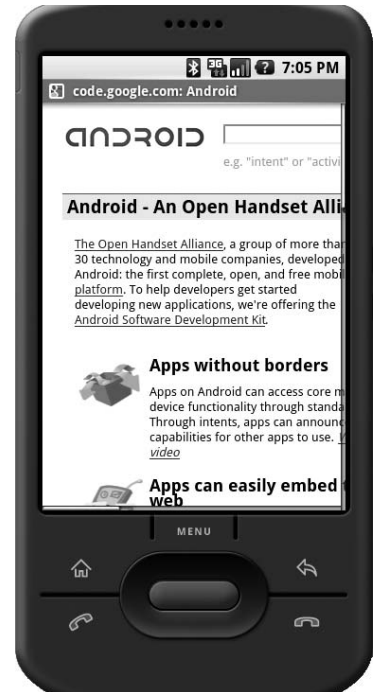 3G 7:05 PM
code.google.com: Android
ANDROID
e.g. "intent" or "activi
Android - An Open Handset Alli
The Open Handset Alliance, a group of more than
30 technology and mobile companies, developed
Android: the first complete, open, and free mobil
platform. To help developers get started
developing new applications, we're offering the
Android Software Development Kit.
Apps without borders
Apps on Android can access core m
device functionality through standa
Through intents, apps can announc
capabilities for other apps to use.
video
Apps can easily embed t
web
MENU